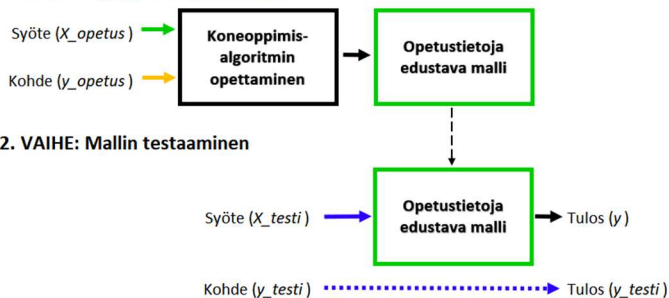 Syöte (X_opetus )
Kohde (y_opetus )
Koneoppimis-
algoritmin
opettaminen
Opetustietoja
edustava malli
2. VAIHE: Mallin testaaminen
Syöte (X_testi )
Opetustietoja
edustava malli
Tulos (y )
Kohde (y_testi )
Tulos (y_testi )